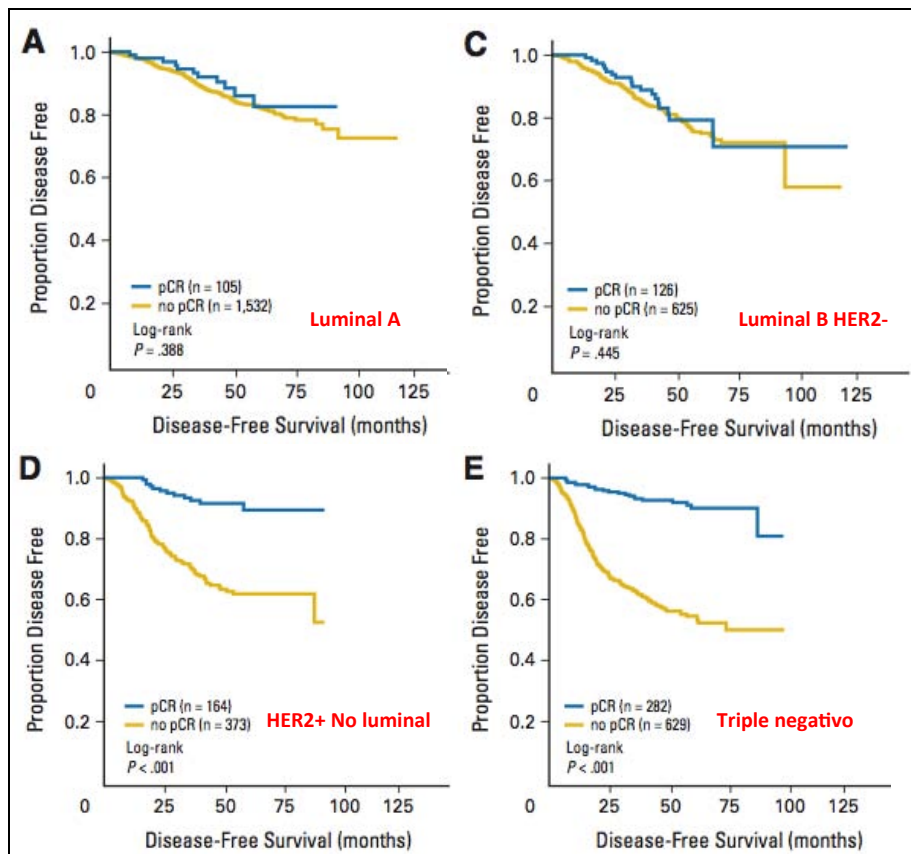 A
1.0
0.8
0.6
0.4
0.2
0
Proportion Disease Free
pCR (n = 105)
no pCR (n = 1,532)
Log-rank
P = .388
Luminal A
25
50
75
100
125
Disease-Free Survival (months)
C
1.0
0.8
0.6
0.4
0.2
0
Proportion Disease Free
pCR (n = 126)
no pCR (n = 625)
Log-rank
P = .445
Luminal B HER2-
25
50
75
100
125
Disease-Free Survival (months)
D
1.0
0.8
0.6
0.4
0.2
0
Proportion Disease Free
pCR (n = 164)
no pCR (n = 373)
Log-rank
P < .001
HER2+ No luminal
25
50
75
100
125
Disease-Free Survival (months)
E
1.0
0.8
0.6
0.4
0.2
0
Proportion Disease Free
pCR (n = 282)
no pCR (n = 629)
Log-rank
P < .001
Triple negativo
25
50
75
100
125
Disease-Free Survival (months)